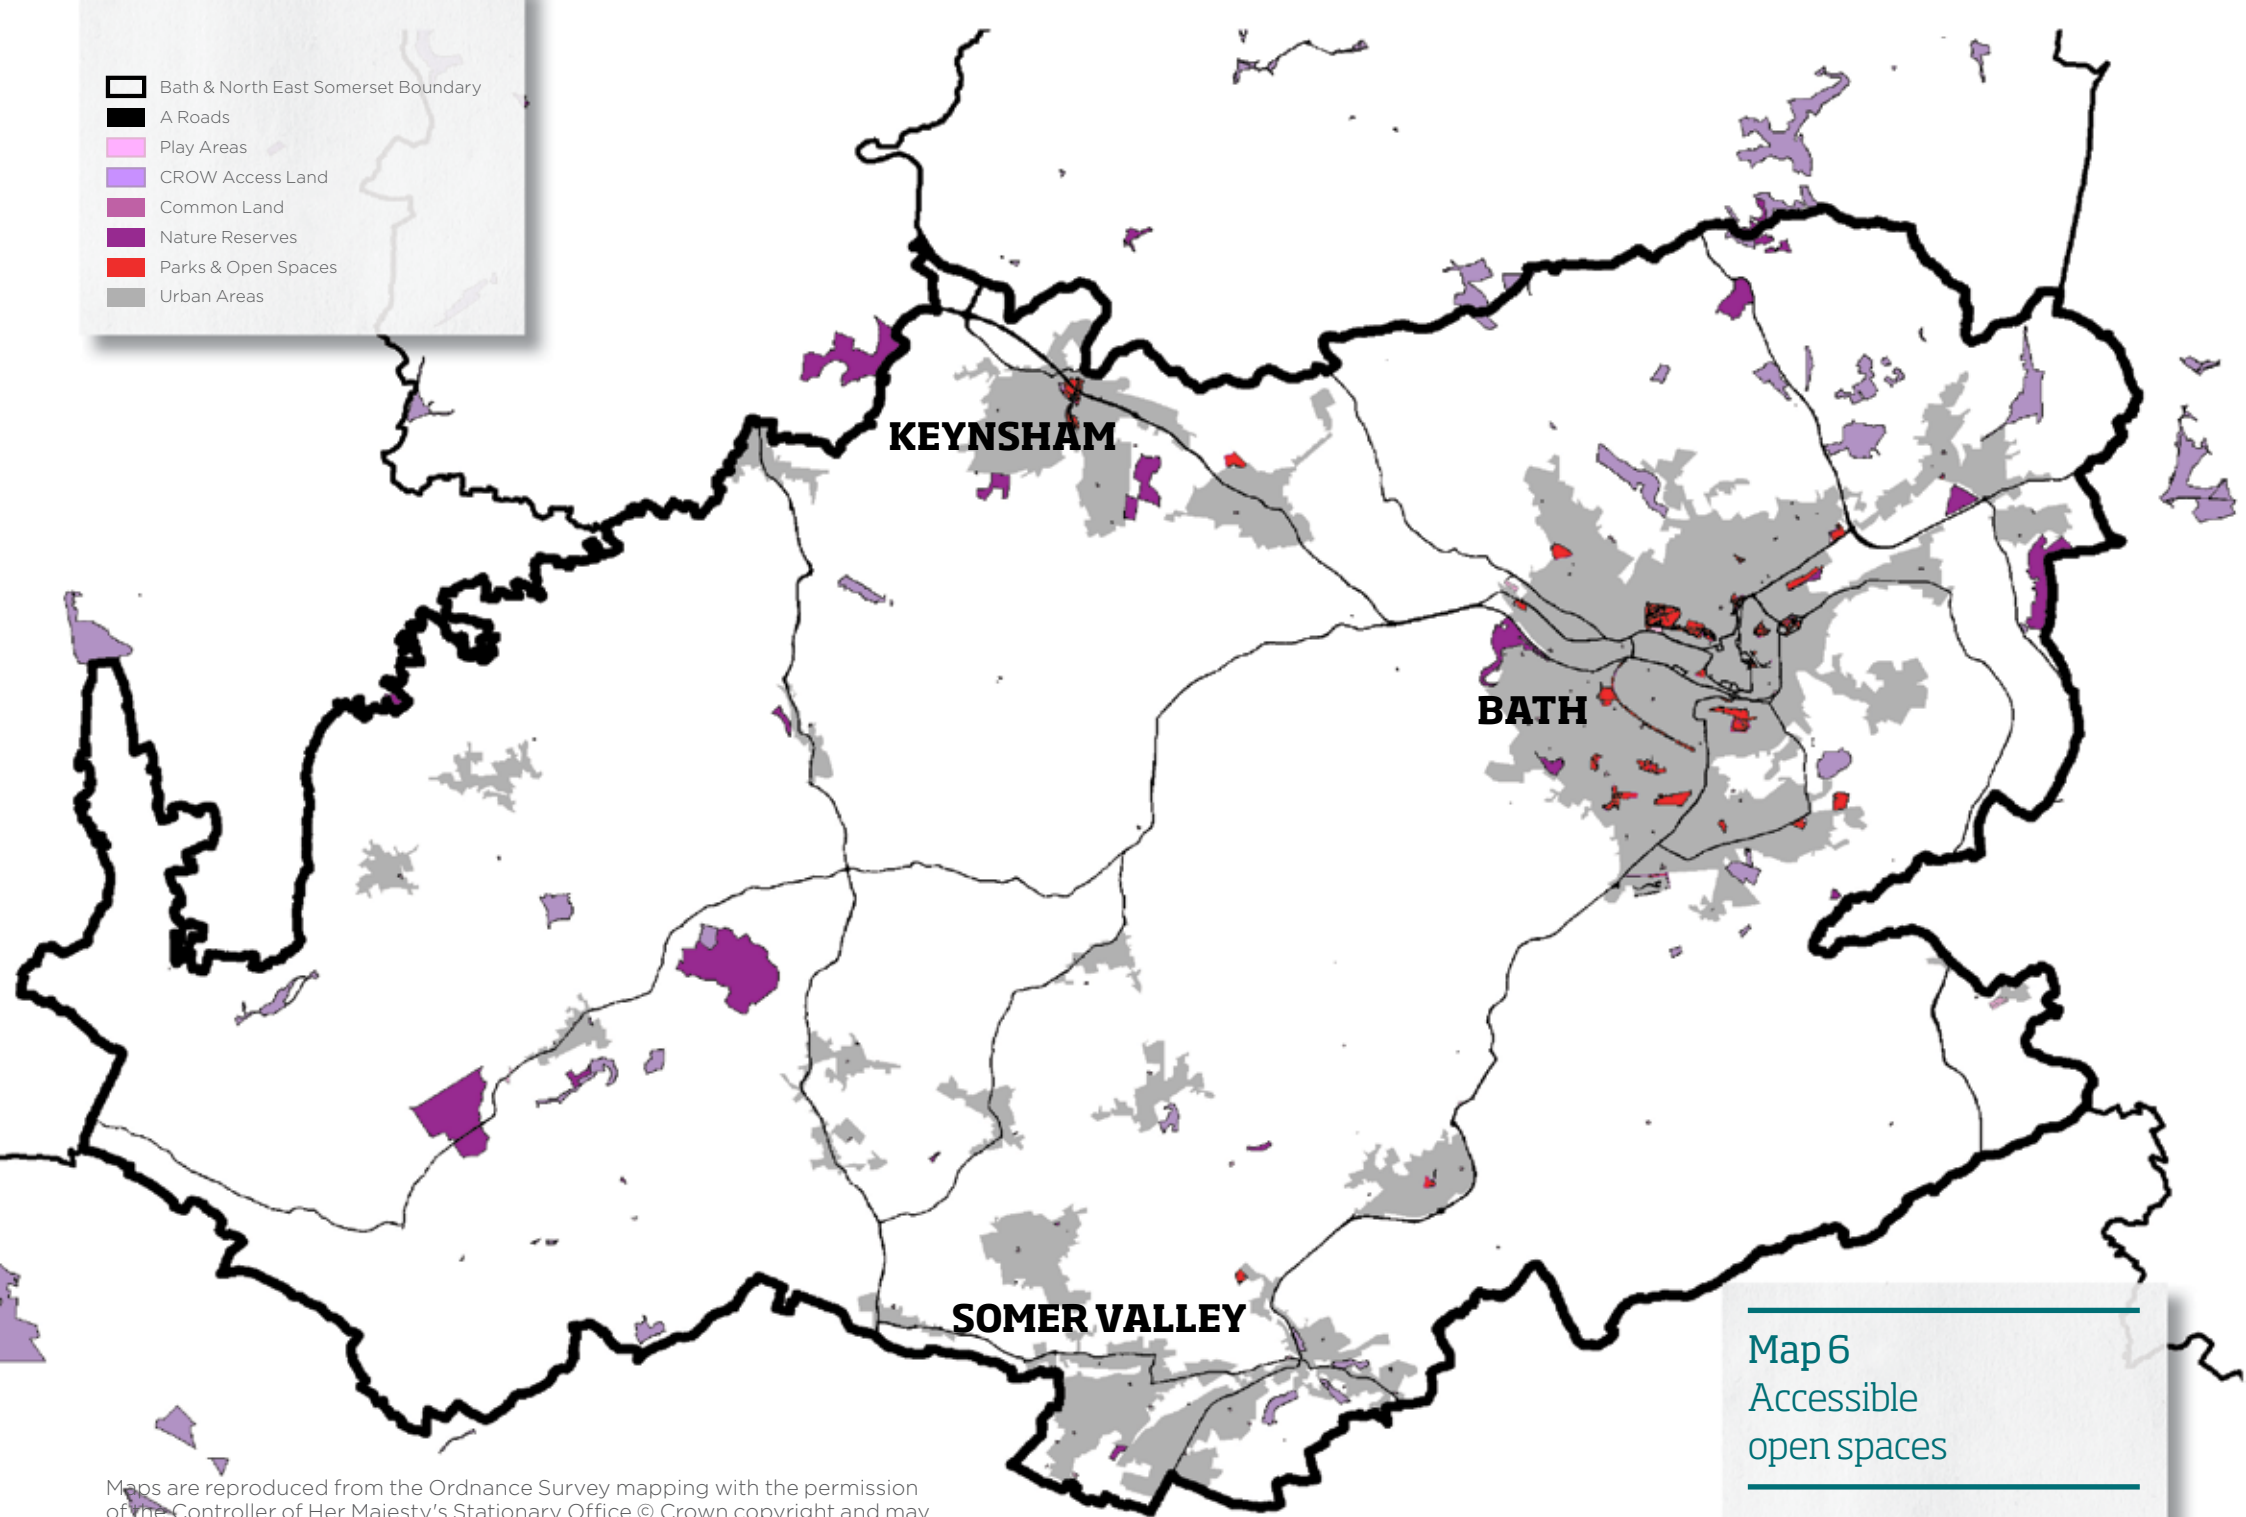 Bath & North East Somerset Boundary
A Roads
Play Areas
CROW Access Land
Common Land
Nature Reserves
Parks & Open Spaces
Urban Areas
KEYNSHAM
BATH
SOMER VALLEY
Map 6
Accessible
open spaces
Maps are reproduced from the Ordnance Survey mapping with the permission
of the Controller of Her Majesty's Stationary Office © Crown copyright and may